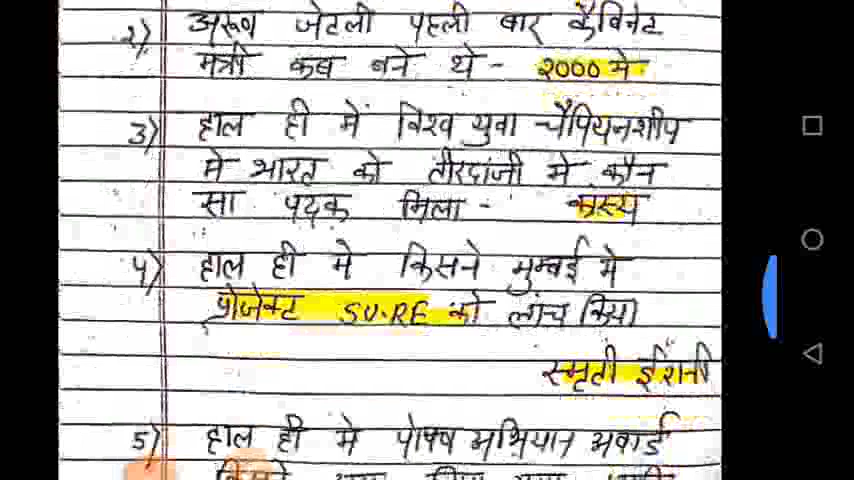 2) अरुण जेटली पहली बार कैबिनेट
मंत्री कब बने थे - 2000 मे
3) हाल ही में विश्व युवा चैंपियनशीप
मे भारत को तीरदांजी मे कौन
सा पदक मिला - कांस्य
4) हाल ही मे किसने मुम्बई मे
प्रोजेक्ट SU.RE को लांच किया
स्मृती ईरानी
5) हाल ही मे पोषण अभियान अवार्ड